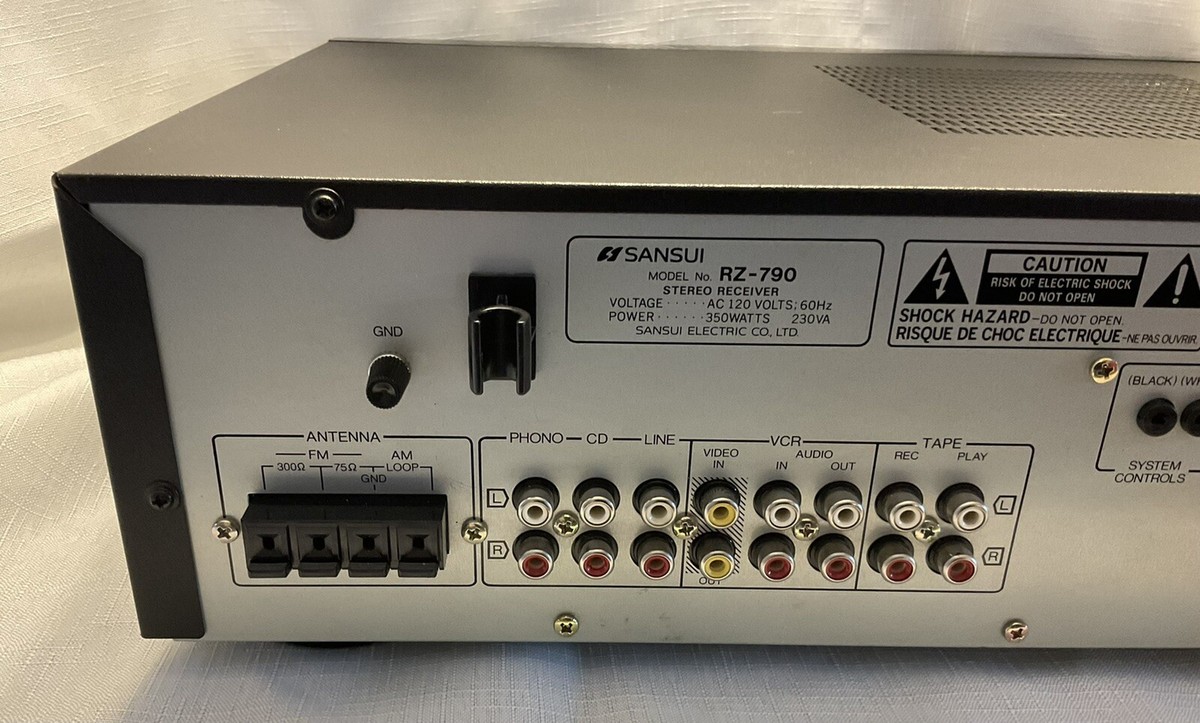 SANSUI
MODEL No. RZ-790
STEREO RECEIVER
VOLTAGE ····· AC 120 VOLTS; 60Hz
POWER ······ 350WATTS 230VA
SANSUI ELECTRIC CO., LTD.
CAUTION
RISK OF ELECTRIC SHOCK
DO NOT OPEN
SHOCK HAZARD-DO NOT OPEN.
RISQUE DE CHOC ELECTRIQUE-NE PAS OUVRIR.
GND
(BLACK)
SYSTEM
CONTROLS
ANTENNA
FM AM
300Ω 75Ω LOOP
GND
PHONO CD LINE
VCR
VIDEO AUDIO
IN IN OUT
TAPE
REC PLAY
L L
R R
OUT